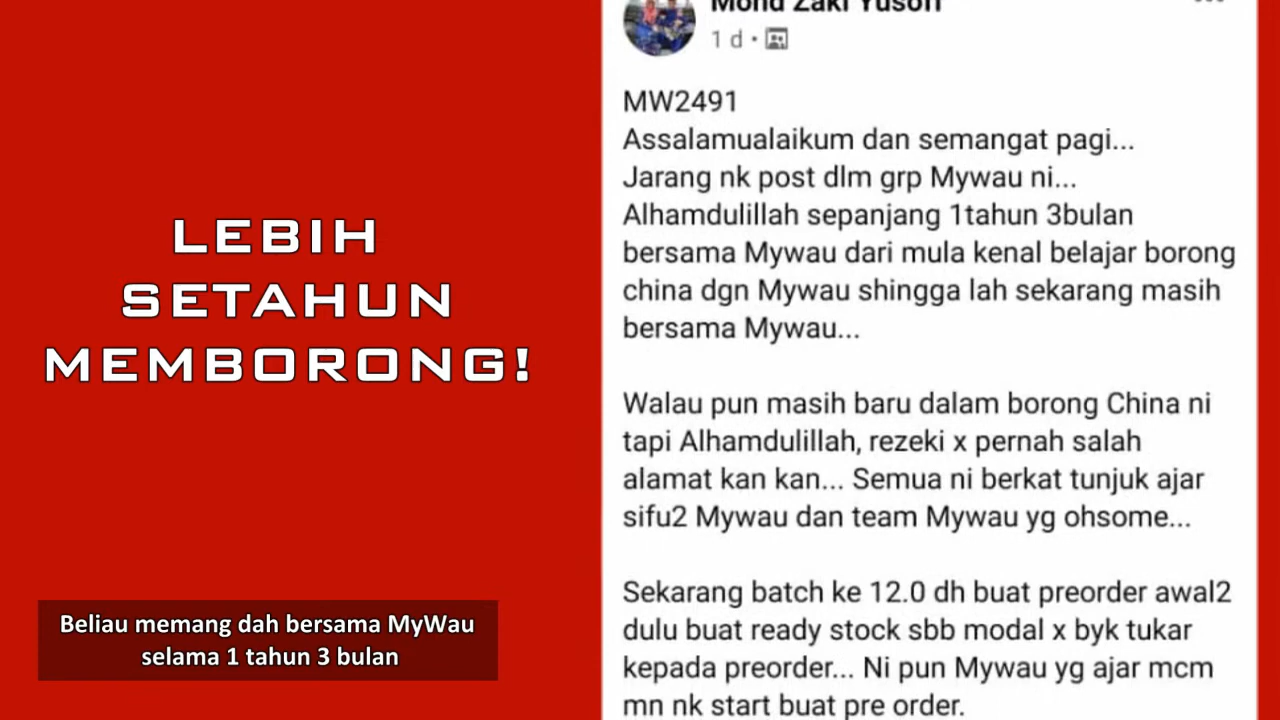 LEBIH
SETAHUN
MEMBORONG!
Beliau memang dah bersama MyWau
selama 1 tahun 3 bulan
Mohd Zaki Yusoff
1 d
MW2491
Assalamualaikum dan semangat pagi...
Jarang nk post dlm grp Mywau ni...
Alhamdulillah sepanjang 1tahun 3bulan
bersama Mywau dari mula kenal belajar borong
china dgn Mywau shingga lah sekarang masih
bersama Mywau...
Walau pun masih baru dalam borong China ni
tapi Alhamdulillah, rezeki x pernah salah
alamat kan kan... Semua ni berkat tunjuk ajar
sifu2 Mywau dan team Mywau yg ohsome...
Sekarang batch ke 12.0 dh buat preorder awal2
dulu buat ready stock sbb modal x byk tukar
kepada preorder... Ni pun Mywau yg ajar mcm
mn nk start buat pre order.